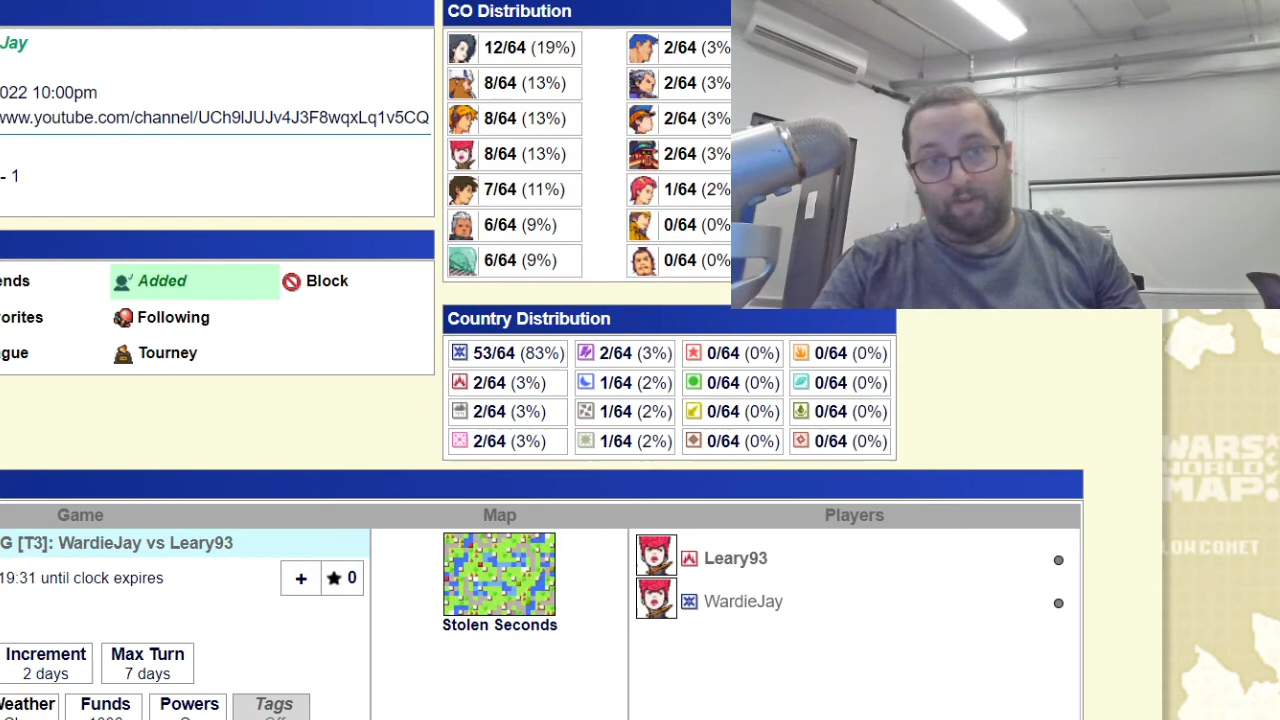 CO Distribution
Jay
12/64 (19%)
2/64 (3%
8/64 (13%)
2/64 (3%
022 10:00pm
www.youtube.com/channel/UCh9lJUJv4J3F8wqxLq1v5CQ
8/64 (13%)
2/64 (3%
8/64 (13%)
2/64 (3%
- 1
7/64 (11%)
1/64 (2%
6/64 (9%)
0/64 (0%
6/64 (9%)
0/64 (0%
ends
Added
Block
orites
Following
gue
Tourney
Country Distribution
53/64 (83%)
2/64 (3%)
0/64 (0%)
0/64 (0%)
2/64 (3%)
1/64 (2%)
0/64 (0%)
0/64 (0%)
2/64 (3%)
1/64 (2%)
0/64 (0%)
0/64 (0%)
2/64 (3%)
1/64 (2%)
0/64 (0%)
0/64 (0%)
WARS
WORLD
MAP!
LOW COMET
Game
Map
Players
G [T3]: WardieJay vs Leary93
19:31 until clock expires
+
0
Stolen Seconds
Leary93
WardieJay
Increment
2 days
Max Turn
7 days
Weather
Funds
Powers
Tags